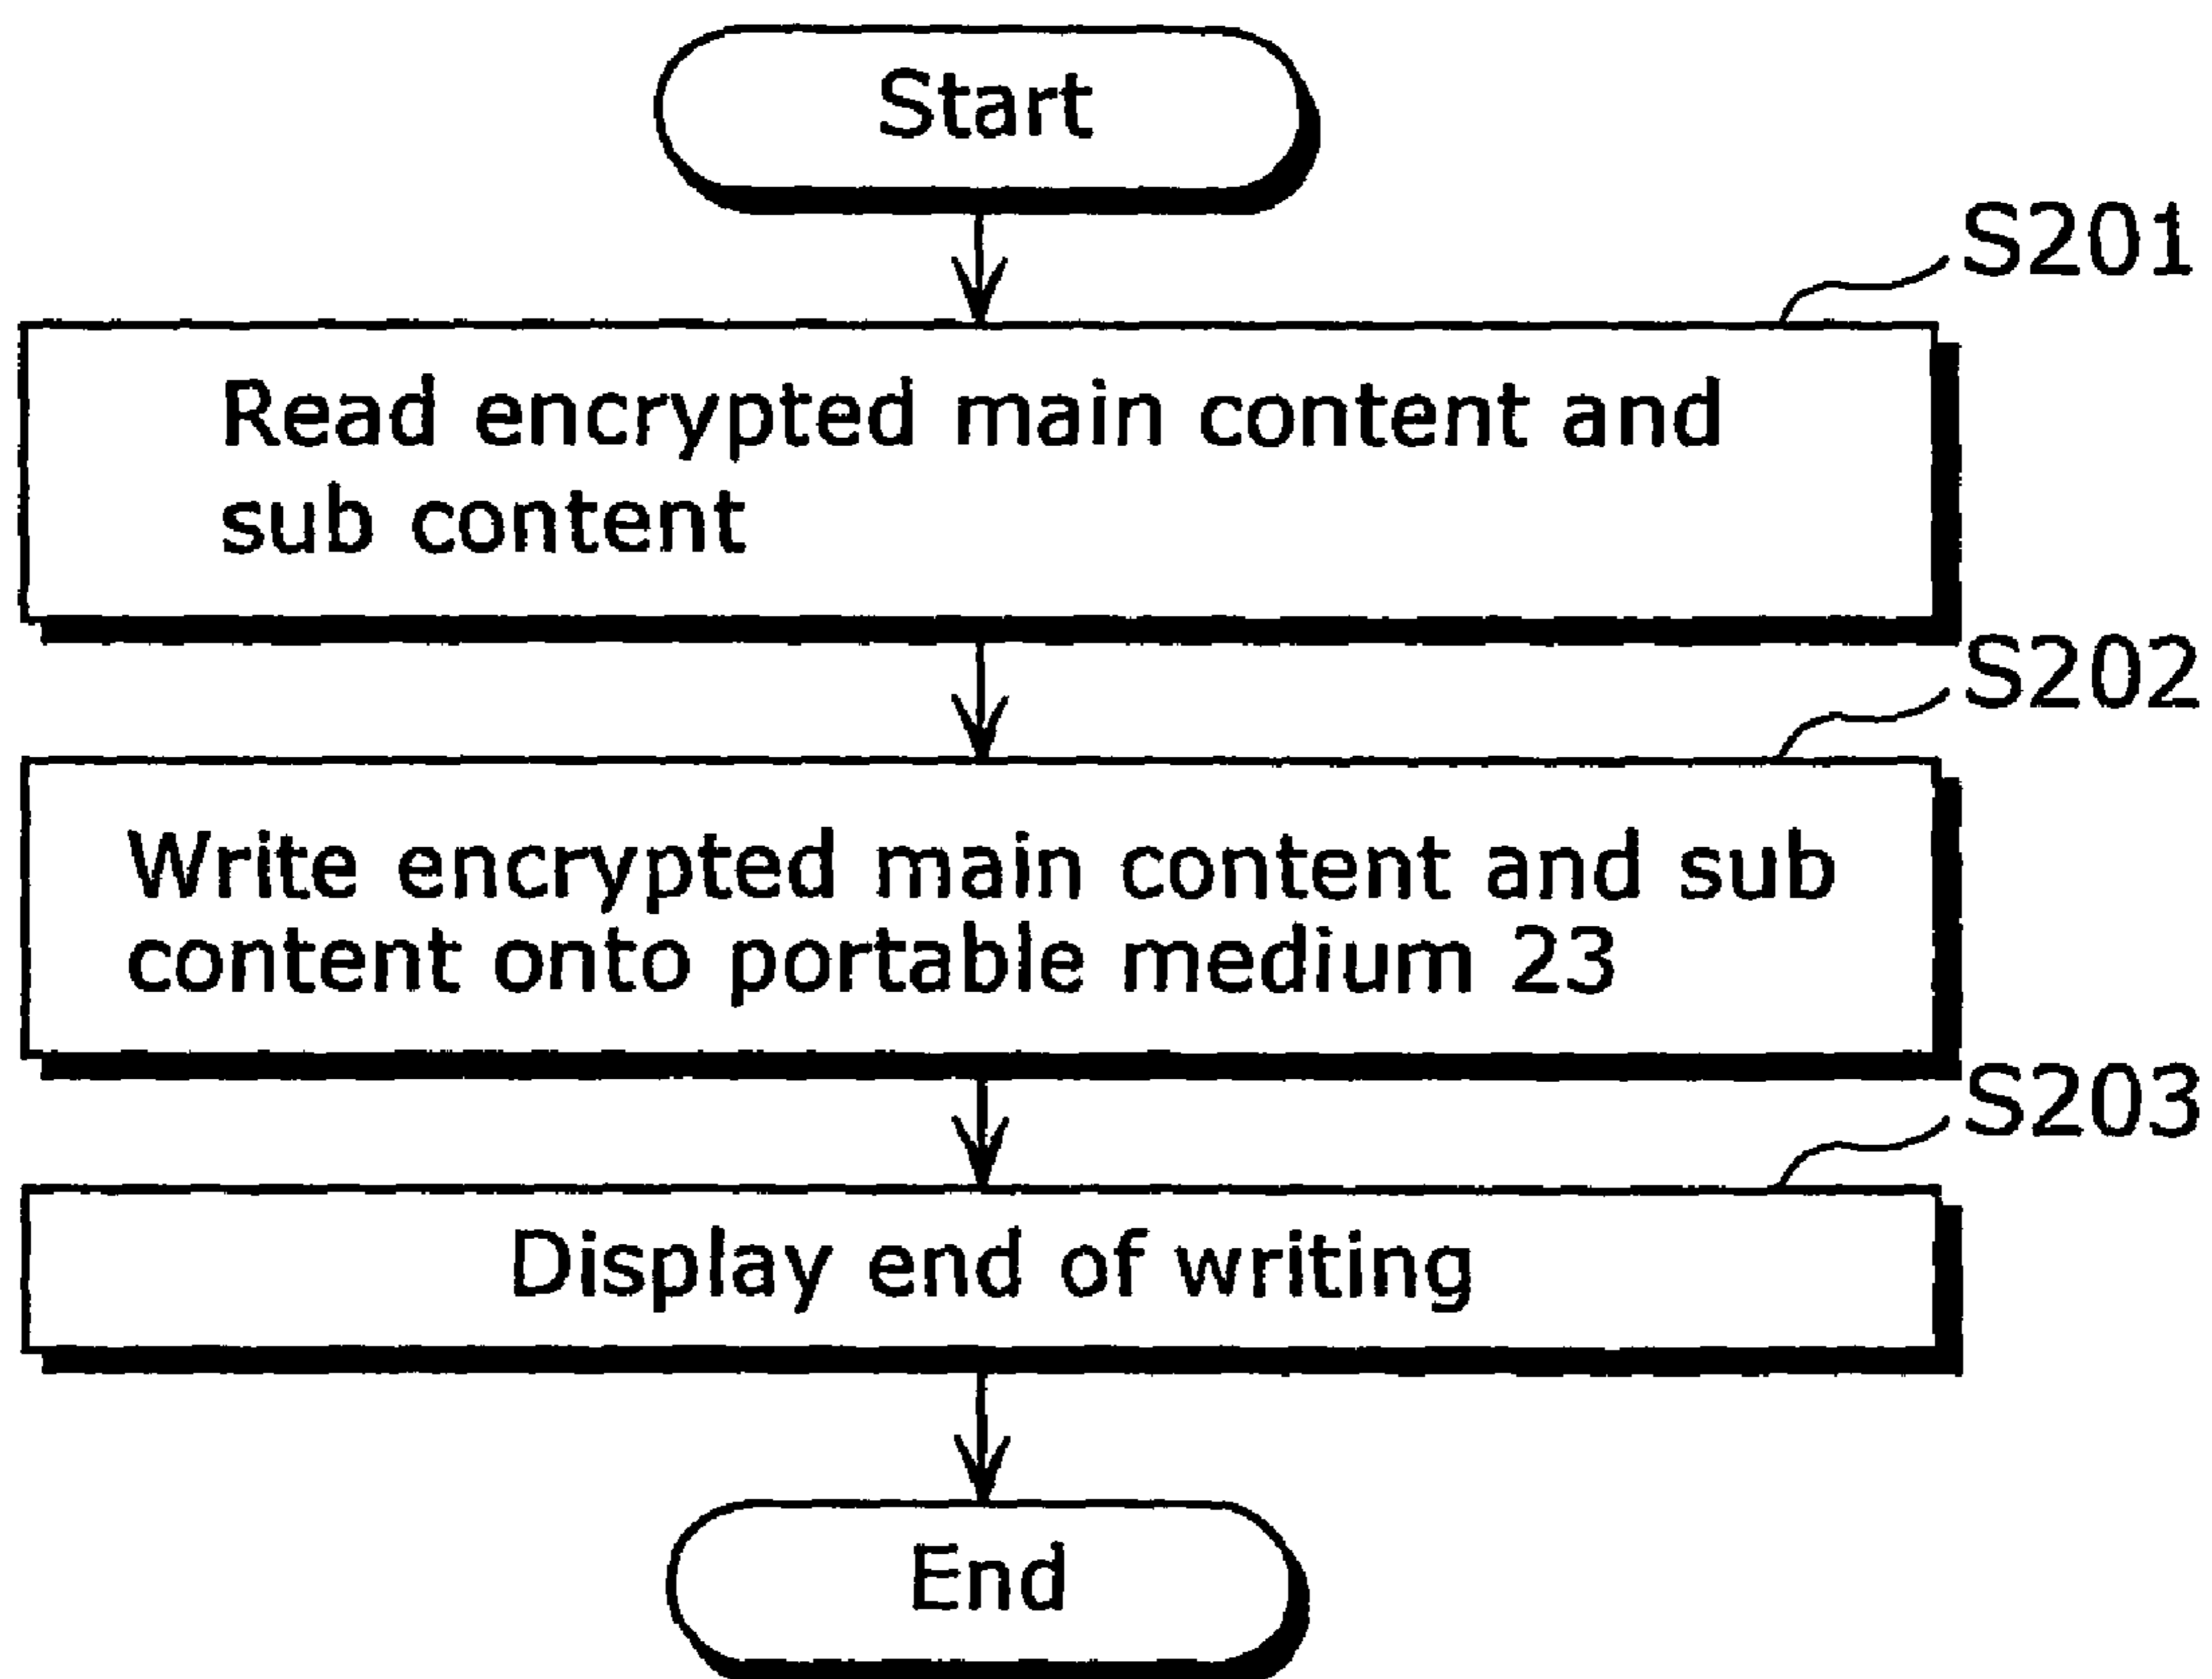 Start
S201
Read encrypted main content and
sub content
S202
Write encrypted main content and sub
content onto portable medium 23
S203
Display end of writing
End